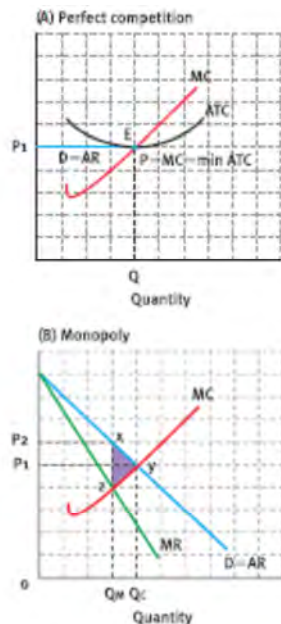 (A) Perfect competition
MC
ATC
E
P1
D=AR
P=MC=min ATC
Q
Quantity
(B) Monopoly
MC
P2
x
P1
y
z
MR
D=AR
0
QM QC
Quantity